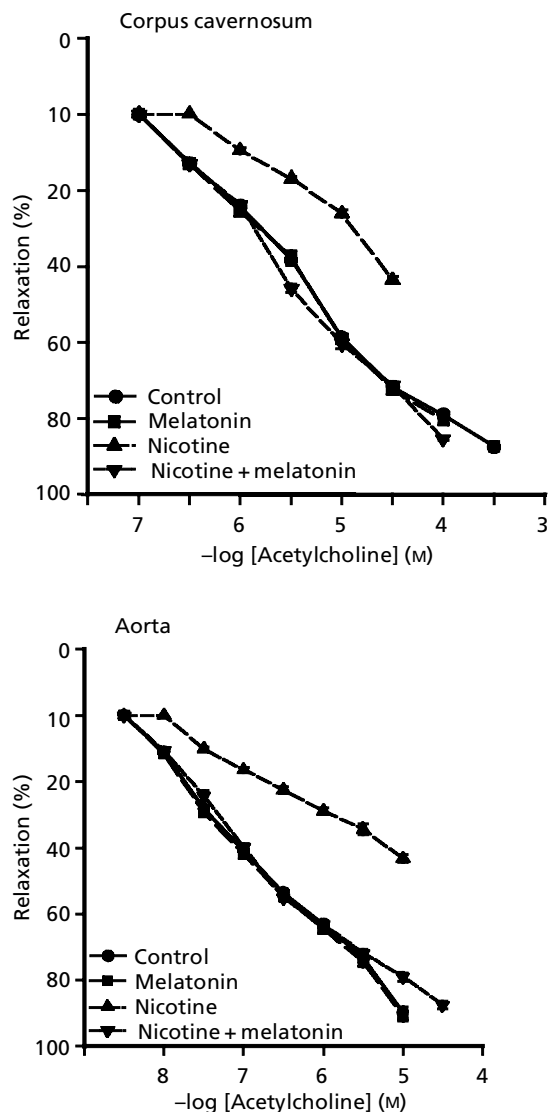 Corpus cavernosum
0
10
20
40
60
80
100
Relaxation (%)
Control
Melatonin
Nicotine
Nicotine + melatonin
7 6 5 4 3
–log [Acetylcholine] (M)
Aorta
0
10
20
40
60
80
100
Relaxation (%)
Control
Melatonin
Nicotine
Nicotine + melatonin
8 7 6 5 4
–log [Acetylcholine] (M)